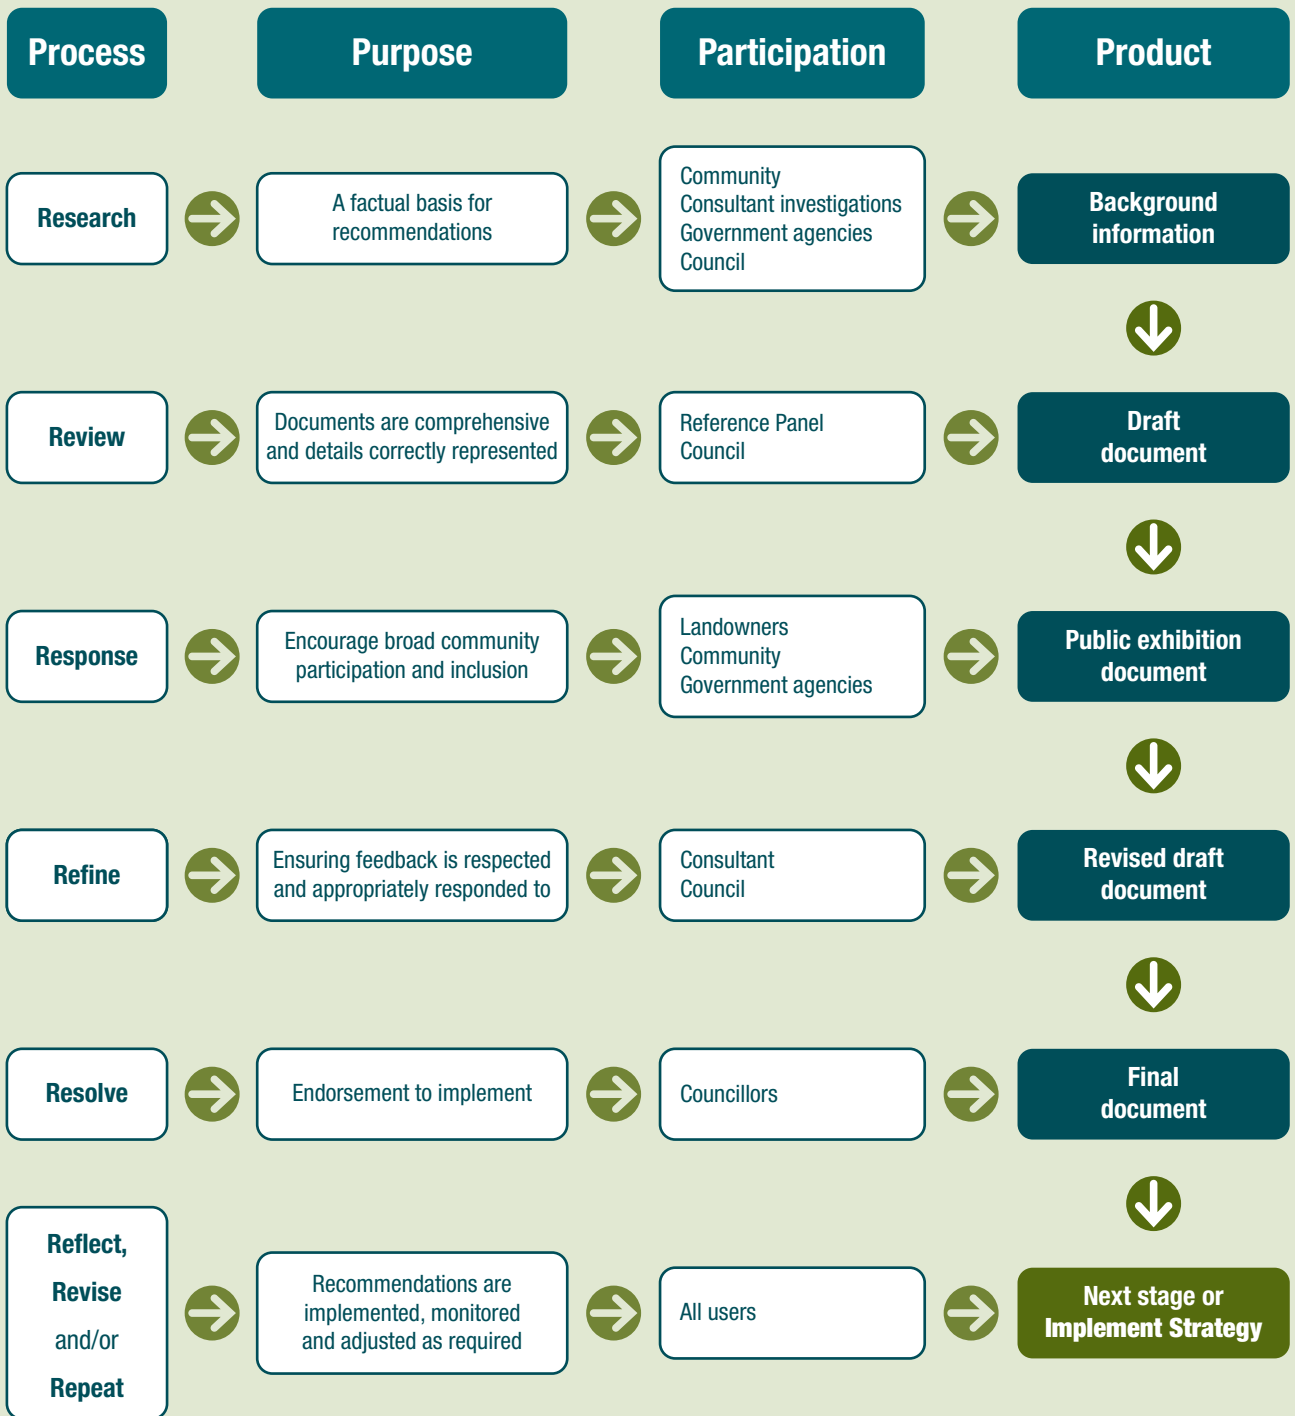 Process
Purpose
Participation
Product
Research
A factual basis for
recommendations
Community
Consultant investigations
Government agencies
Council
Background
information
Review
Documents are comprehensive
and details correctly represented
Reference Panel
Council
Draft
document
Response
Encourage broad community
participation and inclusion
Landowners
Community
Government agencies
Public exhibition
document
Refine
Ensuring feedback is respected
and appropriately responded to
Consultant
Council
Revised draft
document
Resolve
Endorsement to implement
Councillors
Final
document
Reflect,
Revise
and/or
Repeat
Recommendations are
implemented, monitored
and adjusted as required
All users
Next stage or
Implement Strategy